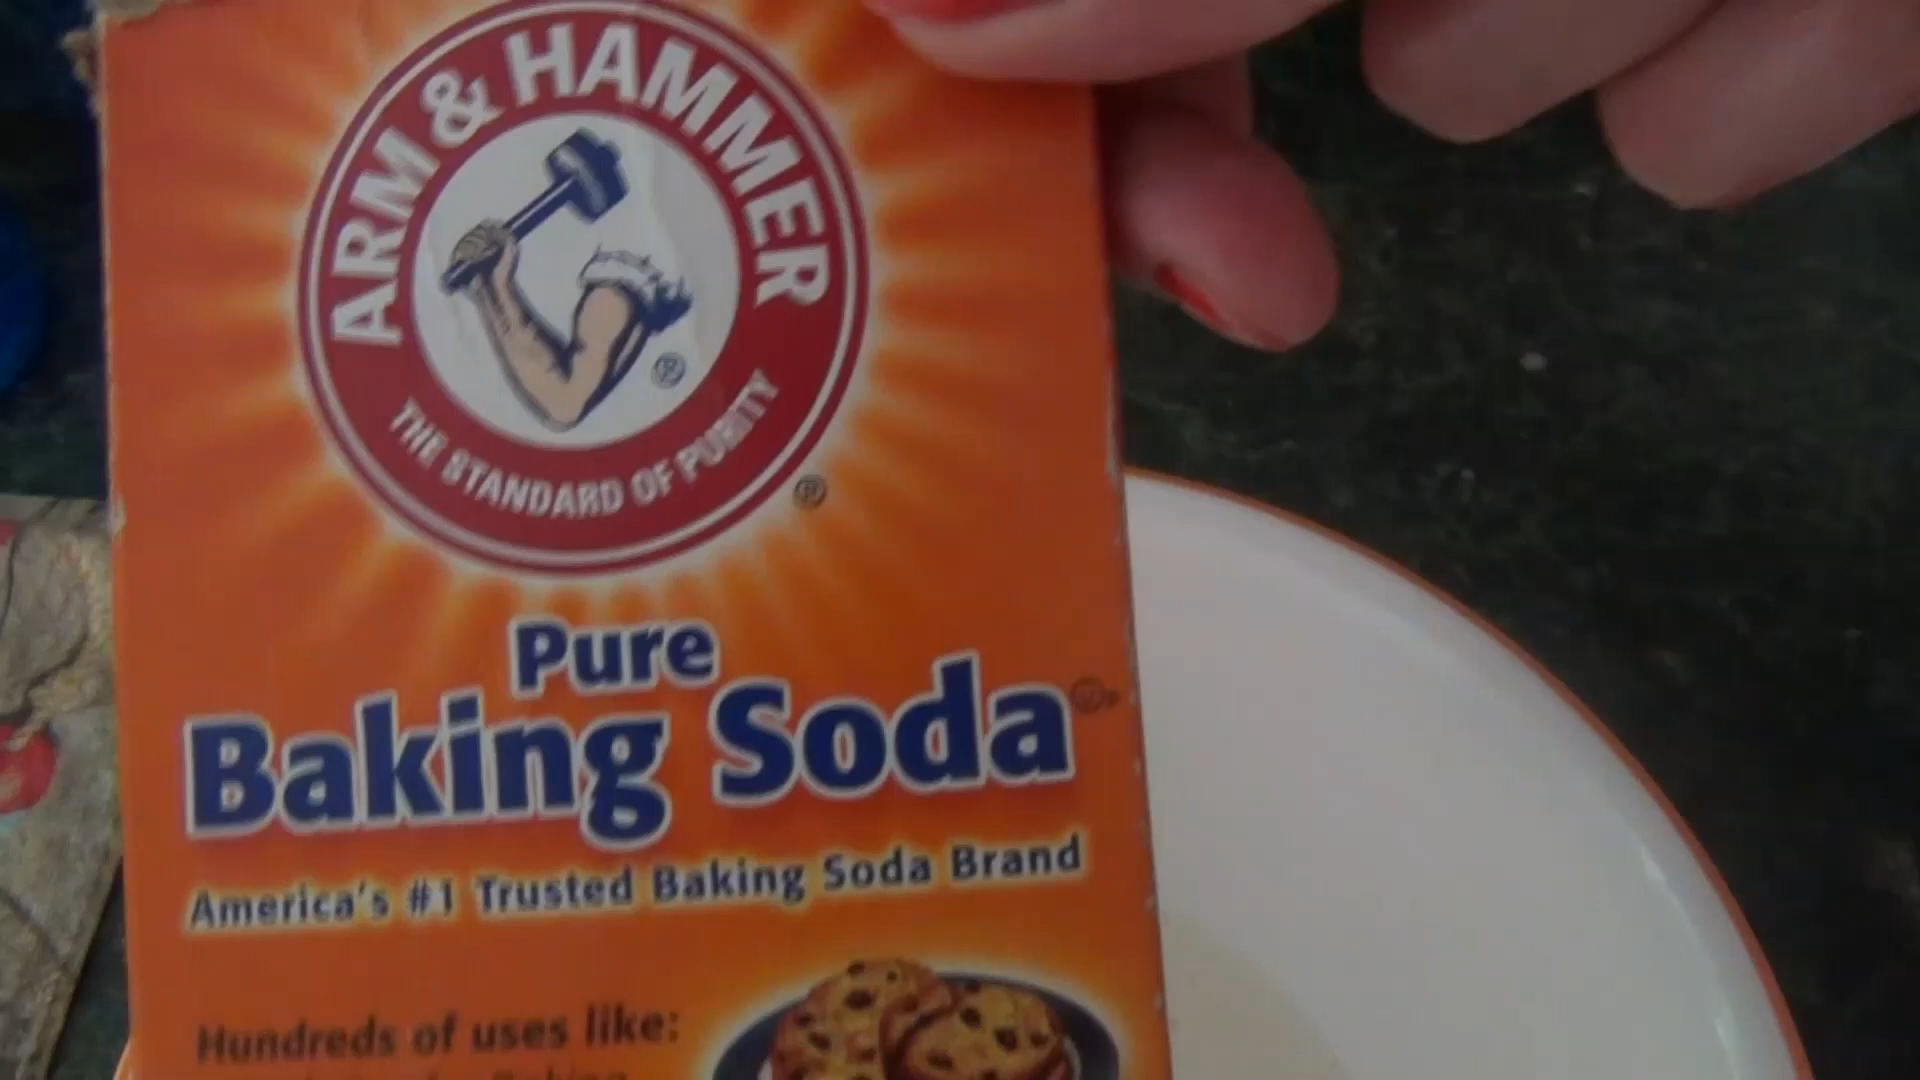 ARM & HAMMER
THE STANDARD OF PURITY
®
®
Pure
Baking Soda
America's #1 Trusted Baking Soda Brand
Hundreds of uses like:
Baking